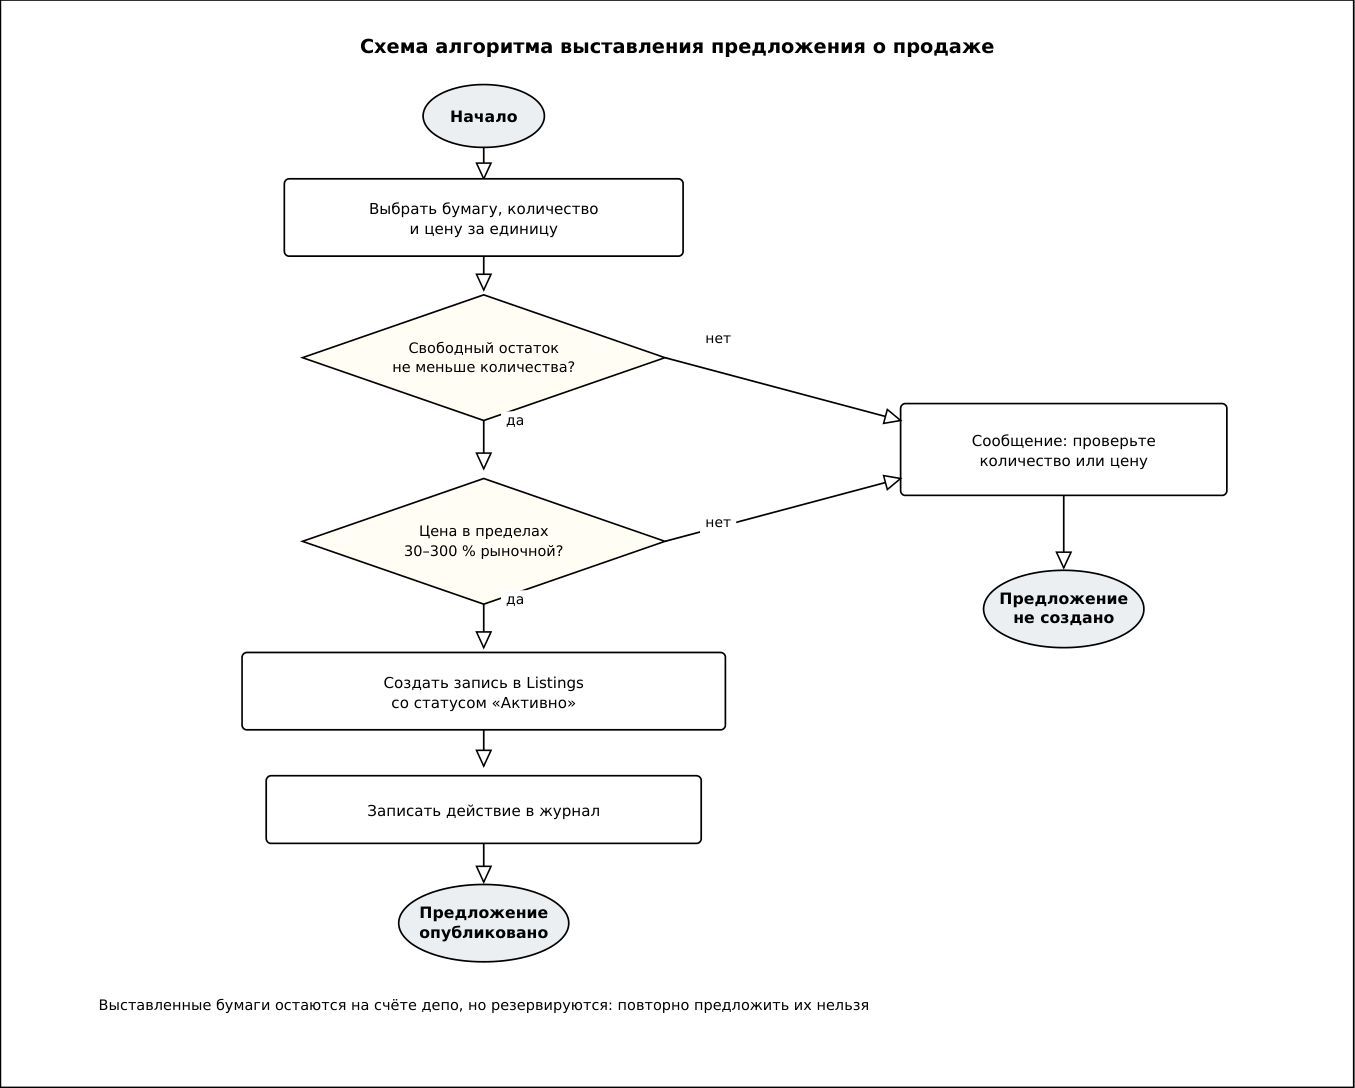 Схема алгоритма выставления предложения о продаже
Начало
Выбрать бумагу, количество
и цену за единицу
Свободный остаток
не меньше количества?
нет
да
Сообщение: проверьте
количество или цену
Цена в пределах
30–300 % рыночной?
нет
да
Предложение
не создано
Создать запись в Listings
со статусом «Активно»
Записать действие в журнал
Предложение
опубликовано
Выставленные бумаги остаются на счёте депо, но резервируются: повторно предложить их нельзя